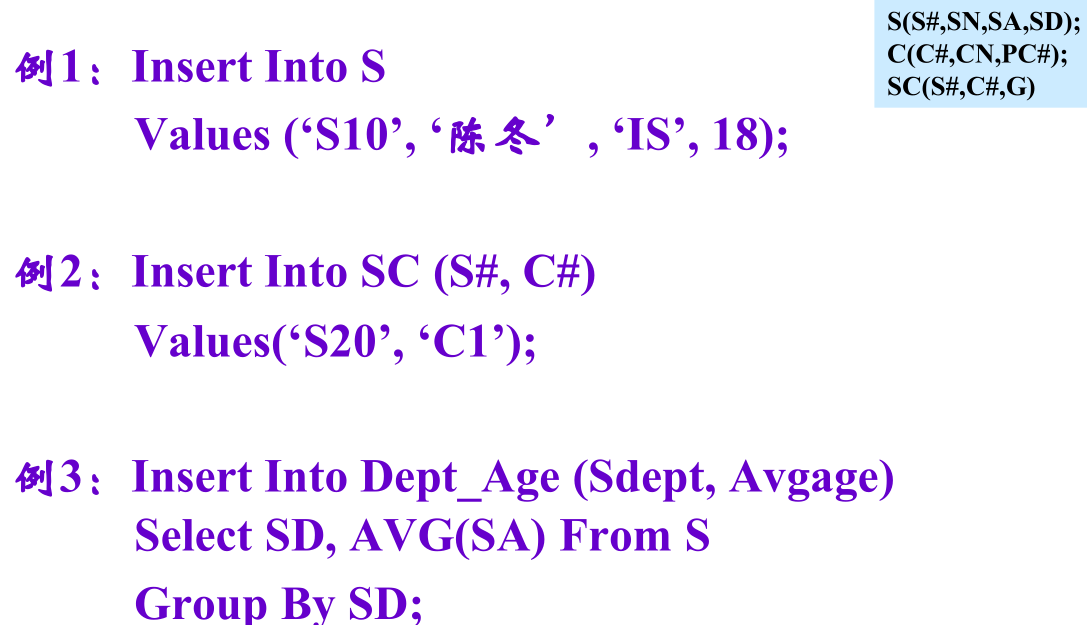 S(S#,SN,SA,SD);
C(C#,CN,PC#);
SC(S#,C#,G)
例1：Insert Into S
Values (‘S10’, ‘陈冬’, ‘IS’, 18);
例2：Insert Into SC (S#, C#)
Values(‘S20’, ‘C1’);
例3：Insert Into Dept_Age (Sdept, Avgage)
Select SD, AVG(SA) From S
Group By SD;